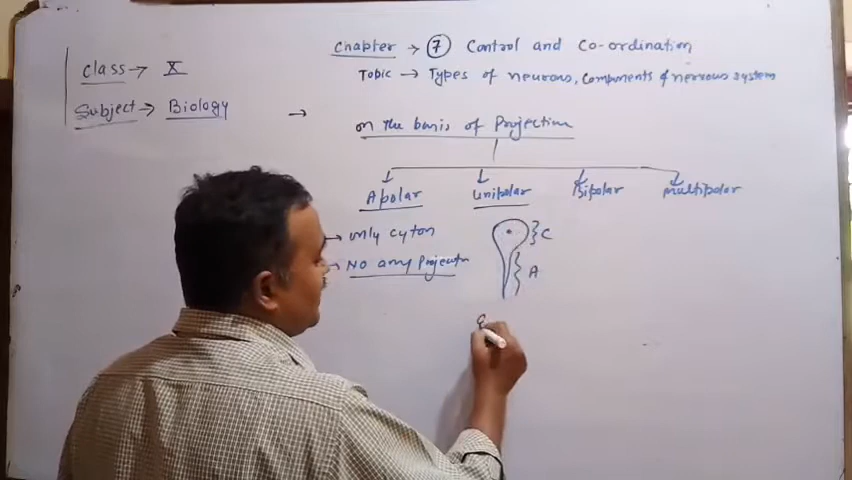 Class → X
Subject → Biology
Chapter → 7 Control and Co-ordination
Topic → Types of neurons, Components of nervous system
→ on the basis of Projection
Apolar Unipolar Bipolar multipolar
→ only cyton
→ No any Projectn
C
A